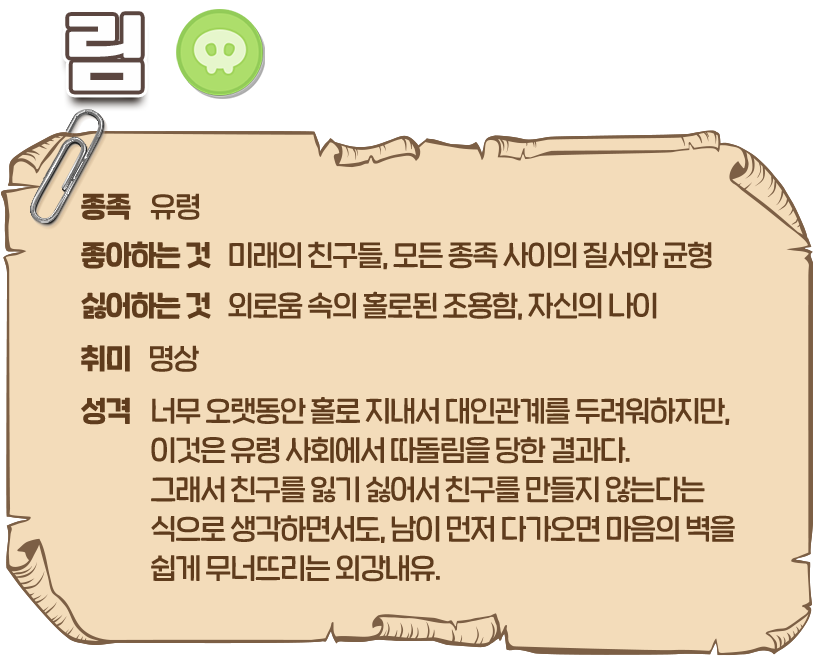 림
종족 유령
좋아하는 것 미래의 친구들, 모든 종족 사이의 질서와 균형
싫어하는 것 외로움 속의 홀로된 조용함, 자신의 나이
취미 명상
성격 너무 오랫동안 홀로 지내서 대인관계를 두려워하지만,
이것은 유령 사회에서 따돌림을 당한 결과다.
그래서 친구를 잃기 싫어서 친구를 만들지 않는다는
식으로 생각하면서도, 남이 먼저 다가오면 마음의 벽을
쉽게 무너뜨리는 외강내유.